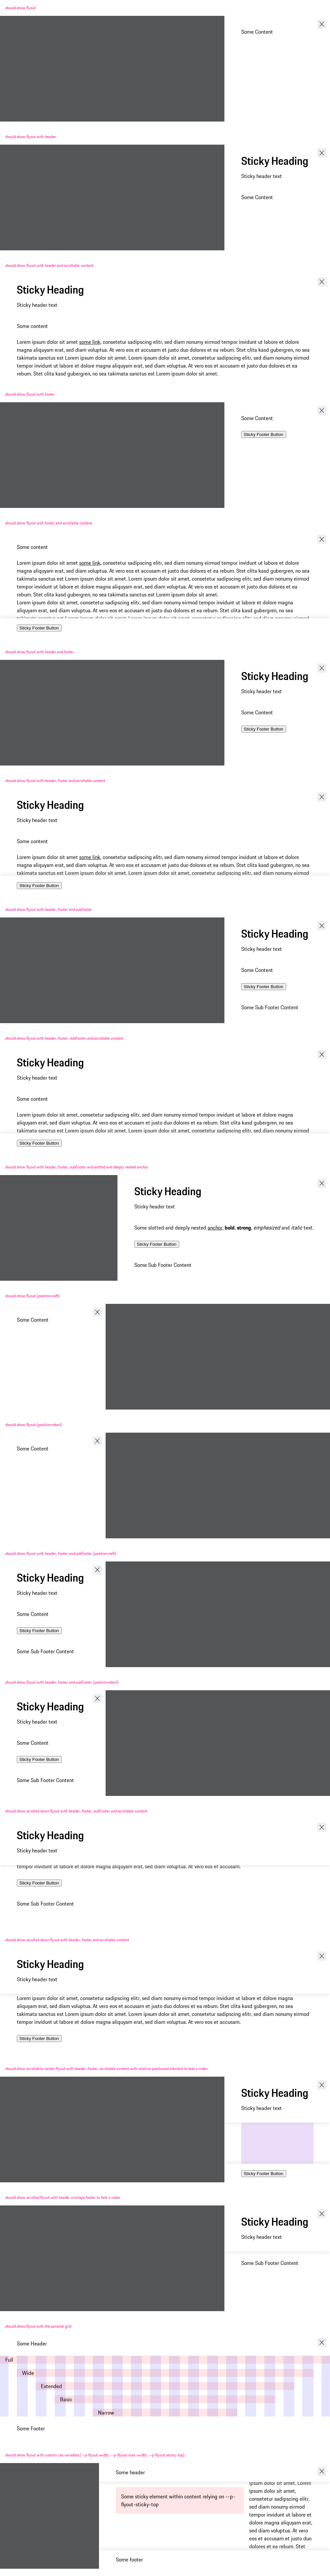 should show flyout
Some Content
should show flyout with header
Sticky Heading
Sticky header text
Some Content
should show flyout with header and scrollable content
Sticky Heading
Sticky header text
Some content
Lorem ipsum dolor sit amet some link, consetetur sadipscing elitr, sed diam nonumy eirmod tempor invidunt ut labore et dolore
magna aliquyam erat, sed diam voluptua. At vero eos et accusam et justo duo dolores et ea rebum. Stet clita kasd gubergren, no sea
takimata sanctus est Lorem ipsum dolor sit amet. Lorem ipsum dolor sit amet, consetetur sadipscing elitr, sed diam nonumy eirmod
tempor invidunt ut labore et dolore magna aliquyam erat, sed diam voluptua. At vero eos et accusam et justo duo dolores et ea
rebum. Stet clita kasd gubergren, no sea takimata sanctus est Lorem ipsum dolor sit amet.
should show flyout with footer
Some Content
Sticky Footer Button
should show flyout with footer and scrollable content
Some content
Lorem ipsum dolor sit amet some link, consetetur sadipscing elitr, sed diam nonumy eirmod tempor invidunt ut labore et dolore
magna aliquyam erat, sed diam voluptua. At vero eos et accusam et justo duo dolores et ea rebum. Stet clita kasd gubergren, no sea
takimata sanctus est Lorem ipsum dolor sit amet. Lorem ipsum dolor sit amet, consetetur sadipscing elitr, sed diam nonumy eirmod
tempor invidunt ut labore et dolore magna aliquyam erat, sed diam voluptua.
Lorem ipsum dolor sit amet, consetetur sadipscing elitr, sed diam nonumy eirmod tempor invidunt ut labore et dolore magna
aliquyam erat, sed diam voluptua. At vero eos et accusam et justo duo dolores et ea rebum. Stet clita kasd gubergren, no sea
takimata sanctus est Lorem ipsum dolor sit amet. Lorem ipsum dolor sit amet, consetetur sadipscing elitr, sed diam nonumy eirmod
Sticky Footer Button
should show flyout with header and footer
Sticky Heading
Sticky header text
Some Content
Sticky Footer Button
should show flyout with header, footer and scrollable content
Sticky Heading
Sticky header text
Some content
Lorem ipsum dolor sit amet some link, consetetur sadipscing elitr, sed diam nonumy eirmod tempor invidunt ut labore et dolore
magna aliquyam erat, sed diam voluptua. At vero eos et accusam et justo duo dolores et ea rebum. Stet clita kasd gubergren, no sea
takimata sanctus est Lorem ipsum dolor sit amet. Lorem ipsum dolor sit amet, consetetur sadipscing elitr, sed diam nonumy eirmod
Sticky Footer Button
should show flyout with header, footer and subfooter
Sticky Heading
Sticky header text
Some Content
Sticky Footer Button
Some Sub Footer Content
should show flyout with header, footer, subfooter and scrollable content
Sticky Heading
Sticky header text
Some content
Lorem ipsum dolor sit amet, consetetur sadipscing elitr, sed diam nonumy eirmod tempor invidunt ut labore et dolore magna
aliquyam erat, sed diam voluptua. At vero eos et accusam et justo duo dolores et ea rebum. Stet clita kasd gubergren, no sea
takimata sanctus est Lorem ipsum dolor sit amet. Lorem ipsum dolor sit amet, consetetur sadipscing elitr, sed diam nonumy eirmod
Sticky Footer Button
should show flyout with header, footer, subfooter and slotted and deeply nested anchor
Sticky Heading
Sticky header text
Some slotted and deeply nested anchor, bold, strong, emphasized and italic text.
Sticky Footer Button
Some Sub Footer Content
should show flyout (position=left)
Some Content
should show flyout (position=start)
Some Content
should show flyout with header, footer and subfooter (position=left)
Sticky Heading
Sticky header text
Some Content
Sticky Footer Button
Some Sub Footer Content
should show flyout with header, footer and subfooter (position=start)
Sticky Heading
Sticky header text
Some Content
Sticky Footer Button
Some Sub Footer Content
should show scrolled down flyout with header, footer, subfooter and scrollable content
Sticky Heading
Sticky header text
tempor invidunt ut labore et dolore magna aliquyam erat, sed diam voluptua. At vero eos et accusam.
Sticky Footer Button
Some Sub Footer Content
should show scrolled down flyout with header, footer and scrollable content
Sticky Heading
Sticky header text
Lorem ipsum dolor sit amet, consetetur sadipscing elitr, sed diam nonumy eirmod tempor invidunt ut labore et dolore magna
aliquyam erat, sed diam voluptua. At vero eos et accusam et justo duo dolores et ea rebum. Stet clita kasd gubergren, no sea
takimata sanctus est Lorem ipsum dolor sit amet. Lorem ipsum dolor sit amet, consetetur sadipscing elitr, sed diam nonumy eirmod
tempor invidunt ut labore et dolore magna aliquyam erat, sed diam voluptua. At vero eos et accusam.
Sticky Footer Button
should show scrolled to center flyout with header, footer, scrollable content with relative positioned element to test z-index
Sticky Heading
Sticky header text
Sticky Footer Button
should show scrolled flyout with header overlaps footer to test z-index
Sticky Heading
Sticky header text
Some Sub Footer Content
should show flyout with the porsche grid
Some Header
Full
Wide
Extended
Basic
Narrow
Some Footer
should show flyout with custom css variables (--p-flyout-width, --p-flyout-max-width, --p-flyout-sticky-top)
Some header
Some sticky element within content relying on --p-
flyout-sticky-top
ipsum dolor sit amet,
consetetur sadipscing
elitr, sed diam nonumy
eirmod tempor invidunt
ut labore et dolore
magna aliquyam erat,
sed diam voluptua. At
vero eos et accusam et
justo duo dolores et ea
rebum. Stet
Some footer